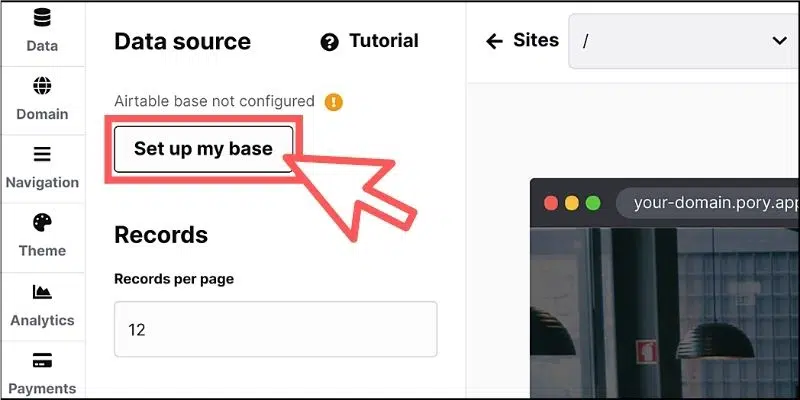 Data
Domain
Navigation
Theme
Analytics
Payments
Data source
Tutorial
Airtable base not configured
Set up my base
Records
Records per page
12
Sites
/
your-domain.pory.app